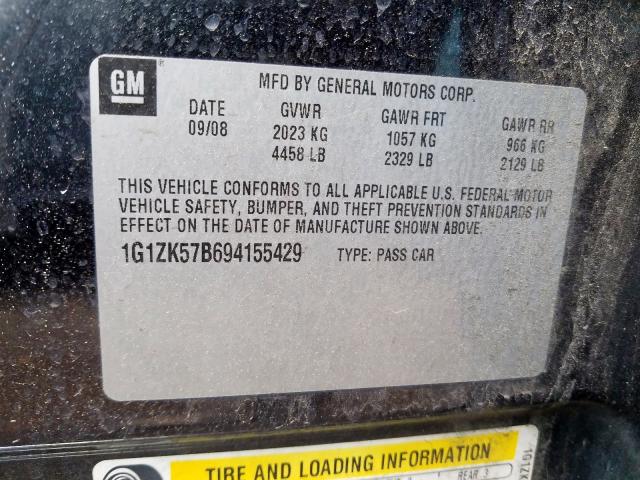 GM
MFD BY GENERAL MOTORS CORP.
DATE GVWR GAWR FRT GAWR RR
09/08 2023 KG 1057 KG 966 KG
4458 LB 2329 LB 2129 LB
THIS VEHICLE CONFORMS TO ALL APPLICABLE U.S. FEDERAL MOTOR
VEHICLE SAFETY, BUMPER, AND THEFT PREVENTION STANDARDS IN
EFFECT ON THE DATE OF MANUFACTURE SHOWN ABOVE.
1G1ZK57B694155429 TYPE: PASS CAR
TIRE AND LOADING INFORMATION
REAR 3
1G1ZK